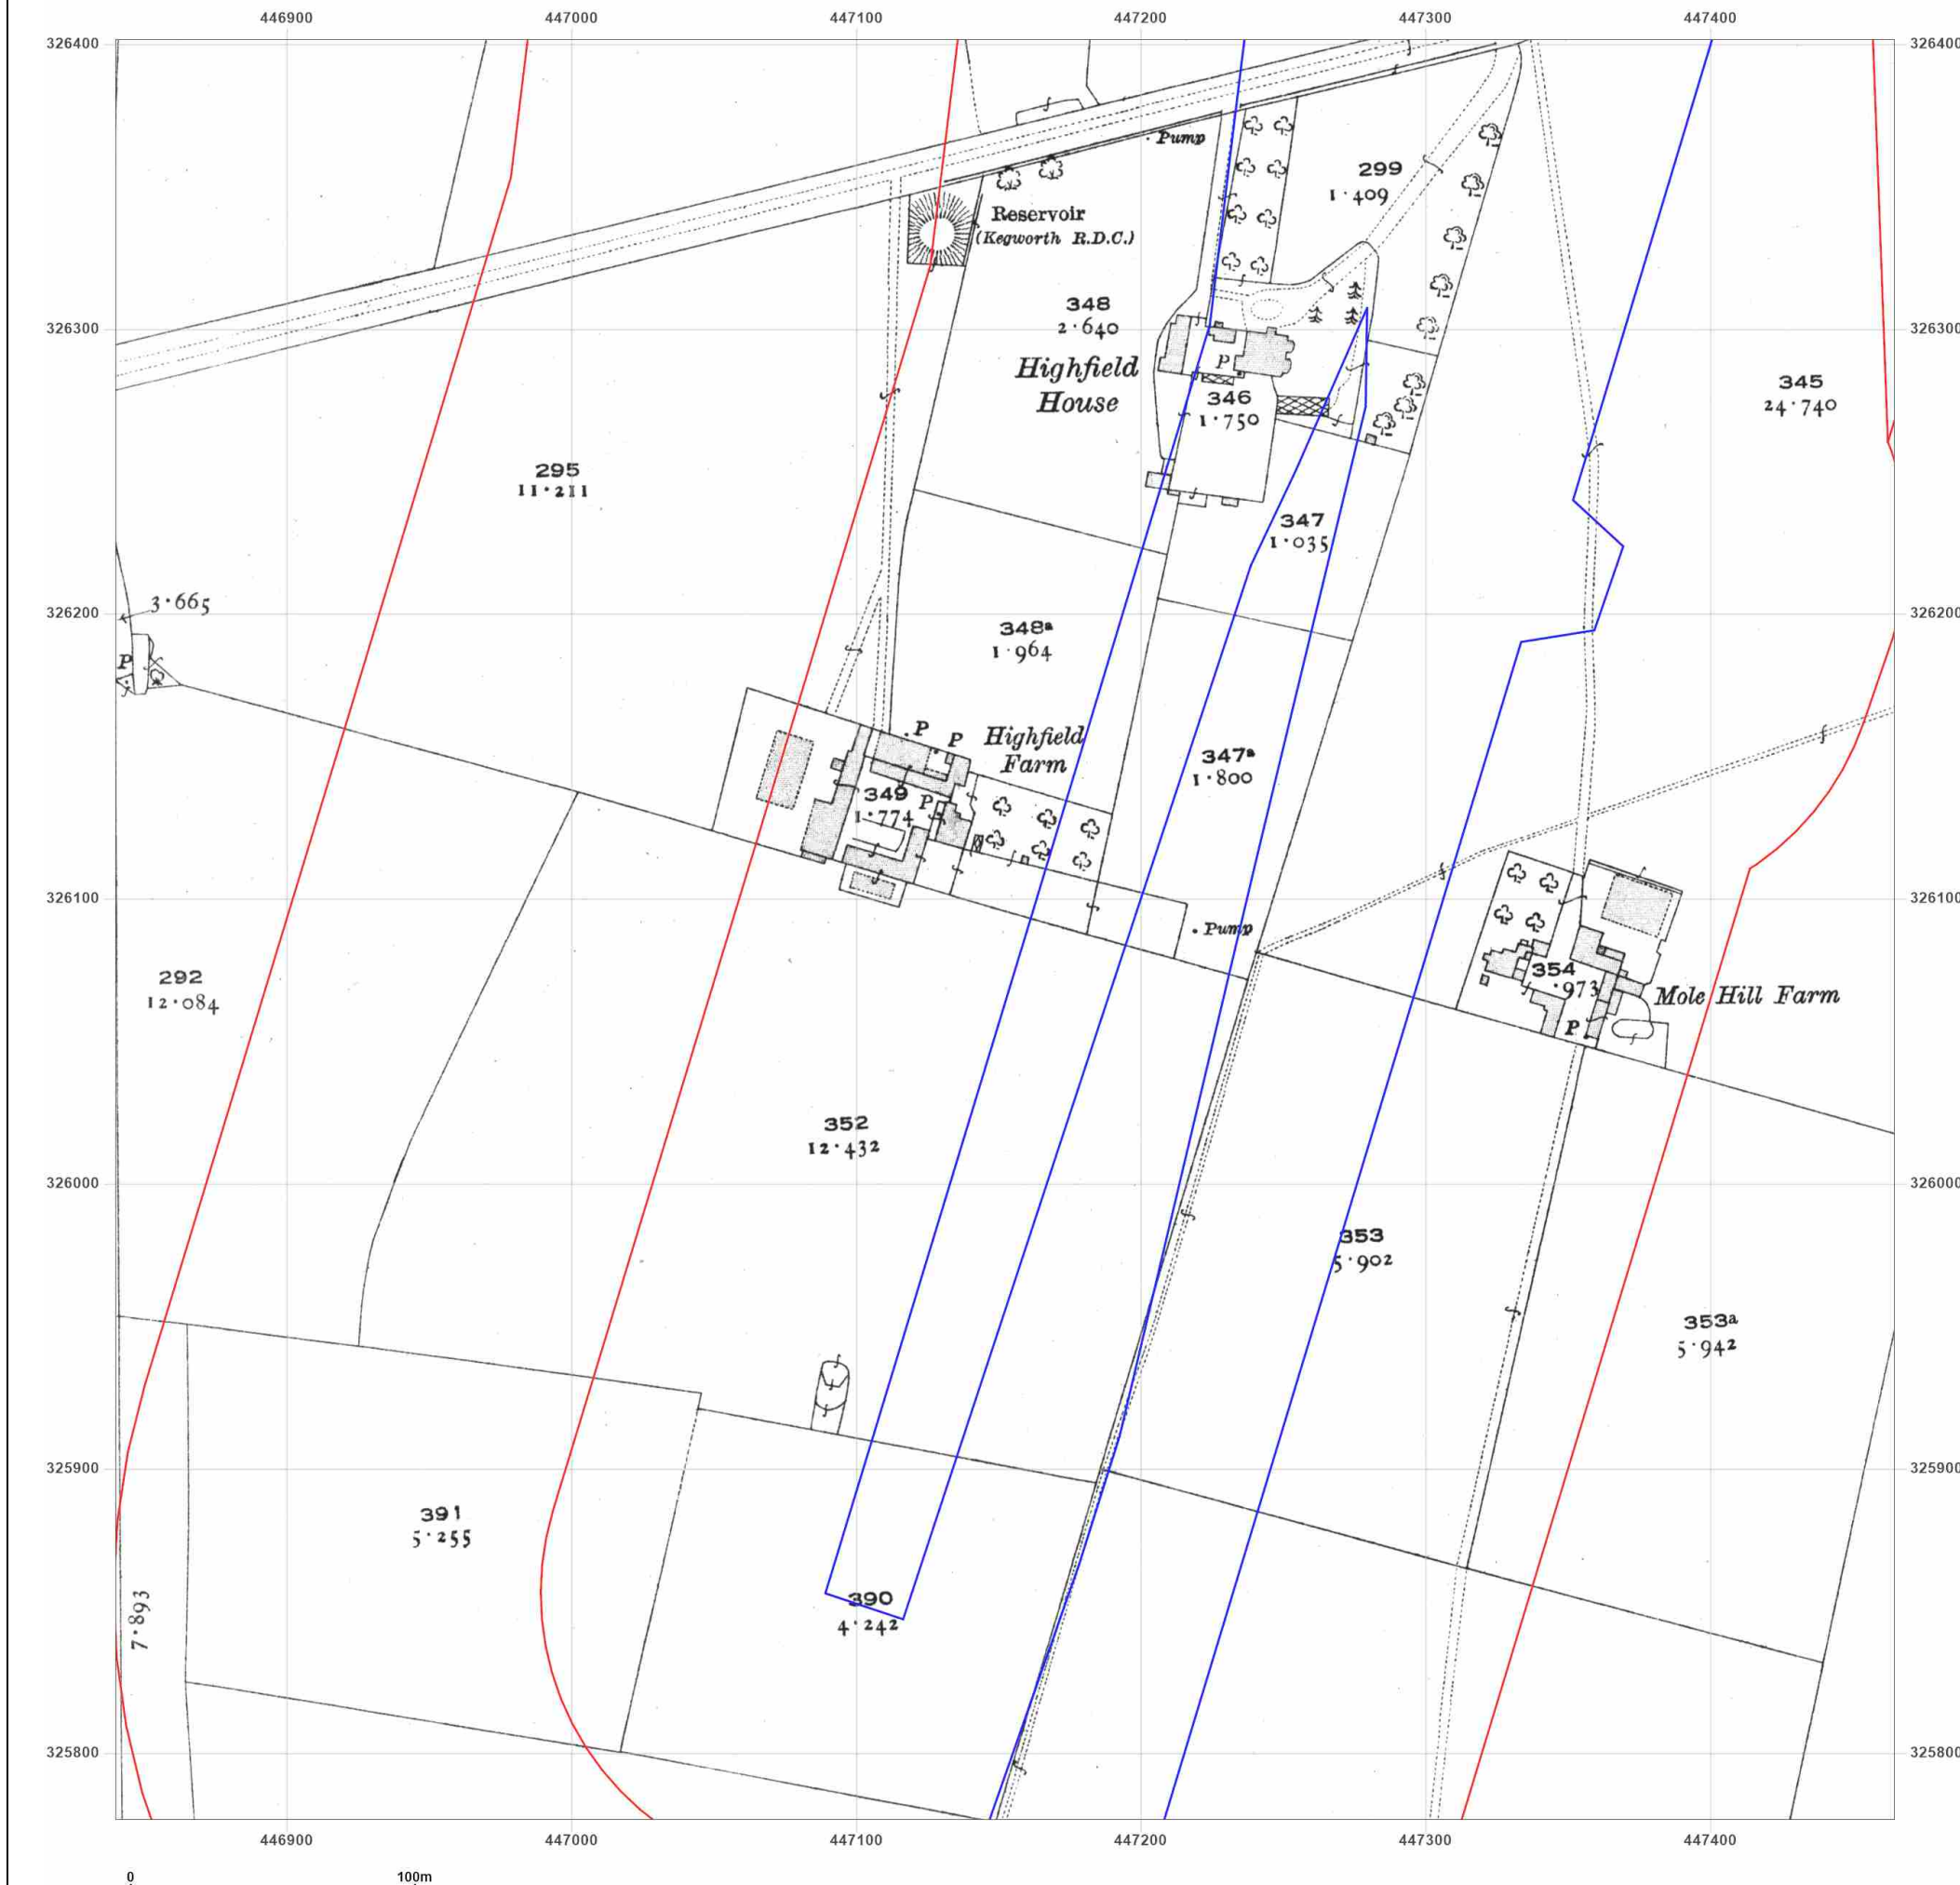 446900 447000 447100 447200 447300 447400
326400 326400
Pump
299
1·409
Reservoir
(Kegworth R.D.C.)
348
2·640
326300 326300
Highfield
House
P
346
1·750
345
24·740
295
11·211
347
1·035
3·665
326200 326200
348a
1·964
P
P
P
Highfield
Farm
347a
1·800
349
1·774
P
326100 326100
Pump
292
12·084
354
·973
Mole Hill Farm
P
352
12·432
326000 326000
353
5·902
353a
5·942
325900 325900
391
5·255
390
4·242
7·893
325800 325800
446900 447000 447100 447200 447300 447400
0 100m